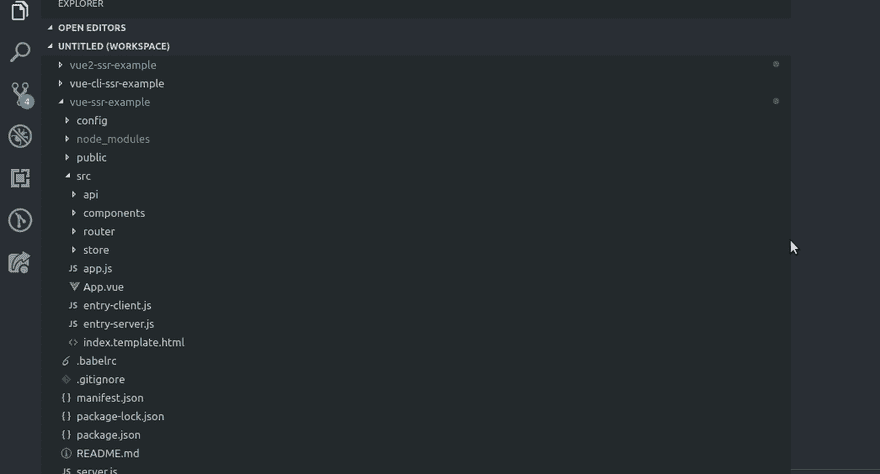 EXPLORER
OPEN EDITORS
UNTITLED (WORKSPACE)
vue2-ssr-example
vue-cli-ssr-example
vue-ssr-example
config
node_modules
public
src
api
components
router
store
JS app.js
App.vue
JS entry-client.js
4
JS entry-server.js
<> index.template.html
.babelrc
.gitignore
{} manifest.json
{} package-lock.json
{} package.json
README.md
JS server.js